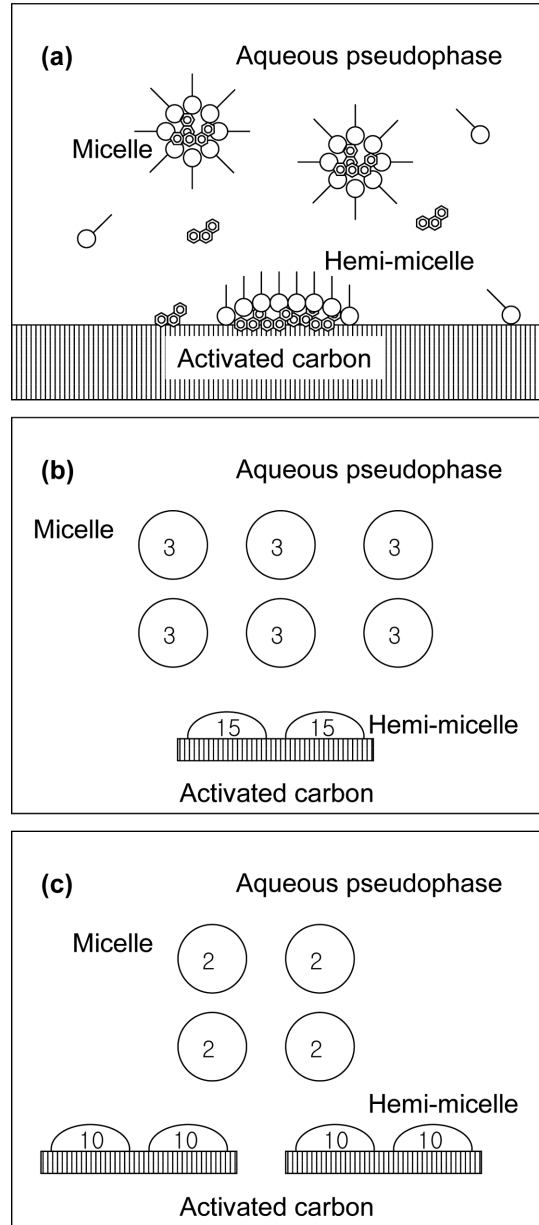 (a) Aqueous pseudophase
Micelle
Hemi-micelle
Activated carbon
(b) Aqueous pseudophase
Micelle
3 3 3
3 3 3
15 15 Hemi-micelle
Activated carbon
(c) Aqueous pseudophase
Micelle
2 2
2 2
Hemi-micelle
10 10 10 10
Activated carbon